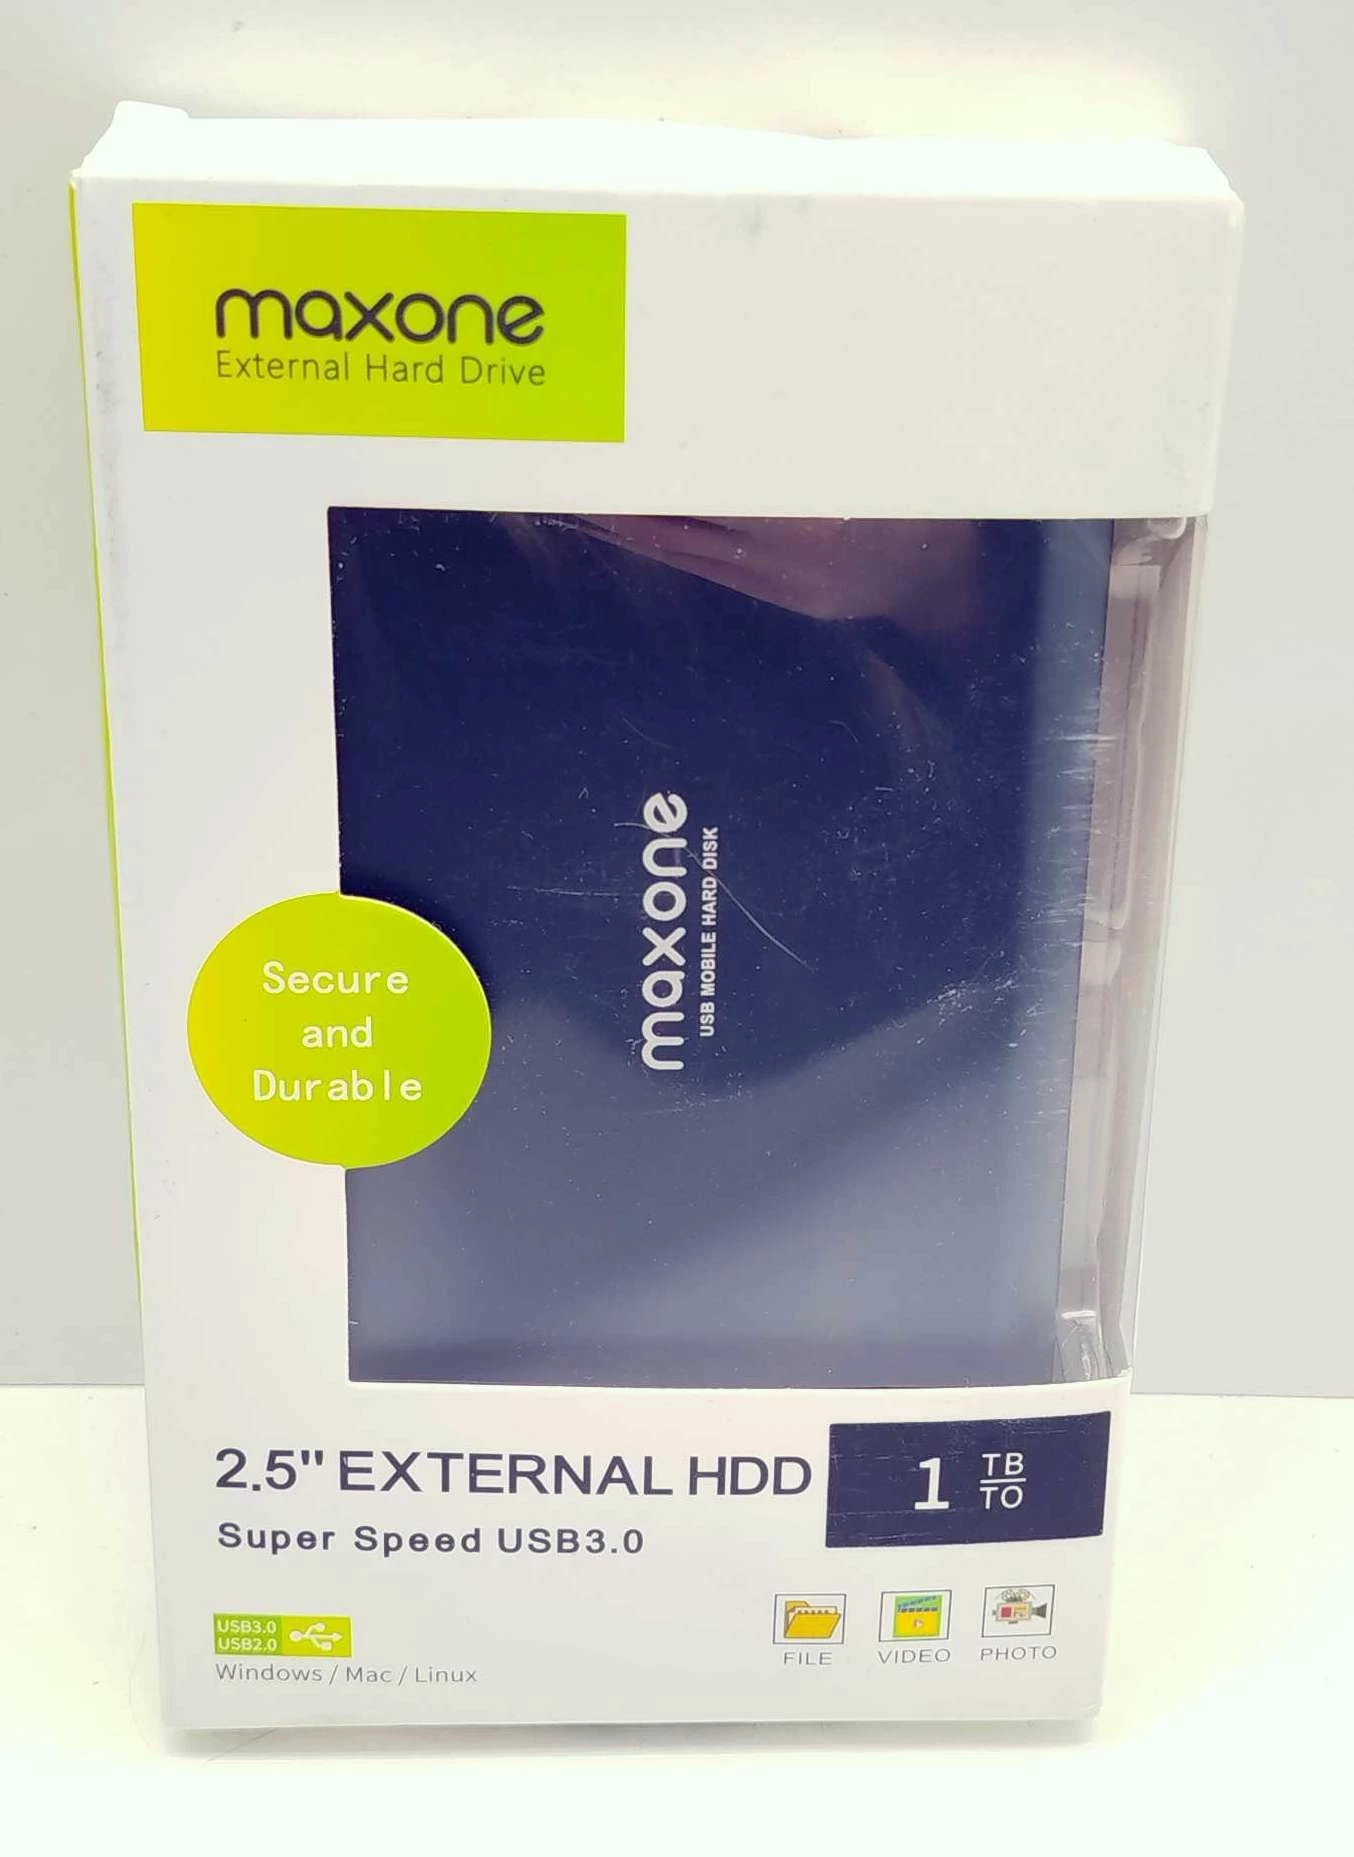 maxone
External Hard Drive
maxone
USB MOBILE HARD DISK
Secure
and
Durable
2.5" EXTERNAL HDD
1 TB
TO
Super Speed USB3.0
USB3.0
USB2.0
Windows / Mac / Linux
FILE
VIDEO
PHOTO